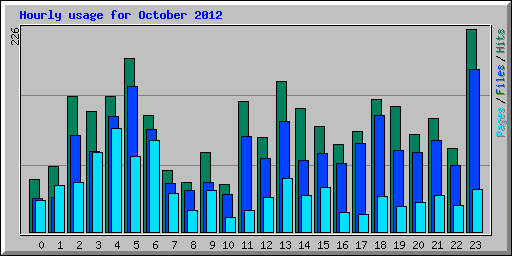 Hourly usage for October 2012
226
Pages/Files/Hits
0 1 2 3 4 5 6 7 8 9 10 11 12 13 14 15 16 17 18 19 20 21 22 23